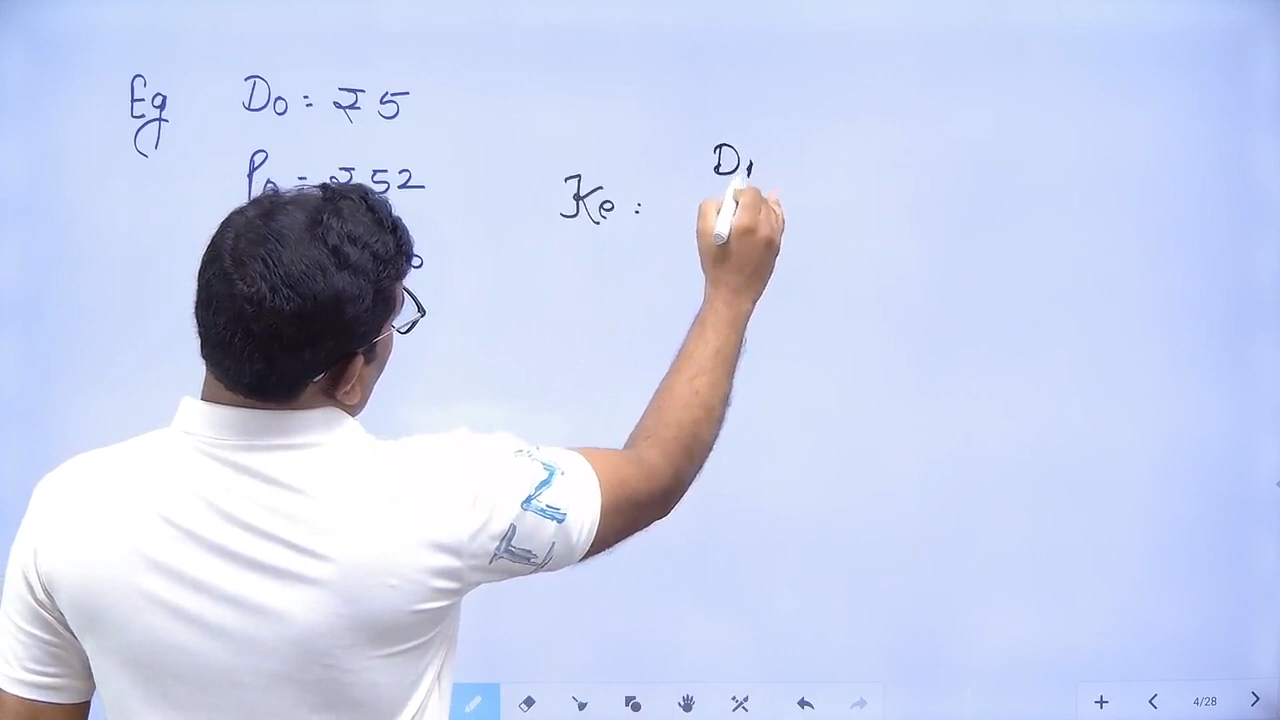 Eg D0 = ₹5
P0 = ₹52
Ke : D1
4/28